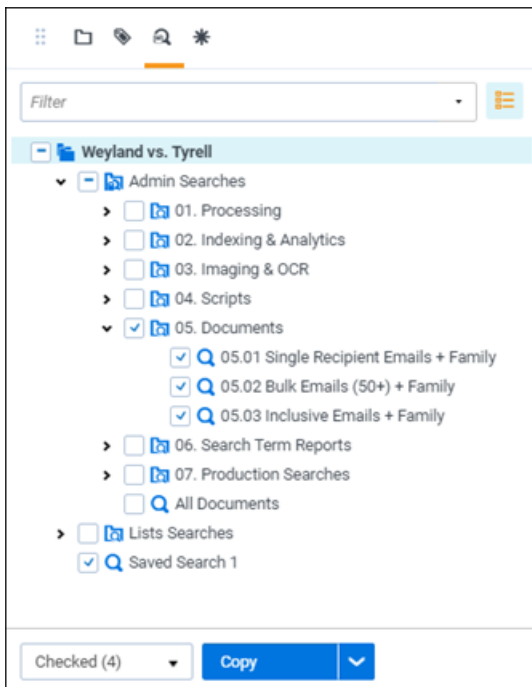 Filter
Weyland vs. Tyrell
Admin Searches
01. Processing
02. Indexing & Analytics
03. Imaging & OCR
04. Scripts
05. Documents
05.01 Single Recipient Emails + Family
05.02 Bulk Emails (50+) + Family
05.03 Inclusive Emails + Family
06. Search Term Reports
07. Production Searches
All Documents
Lists Searches
Saved Search 1
Checked (4) Copy